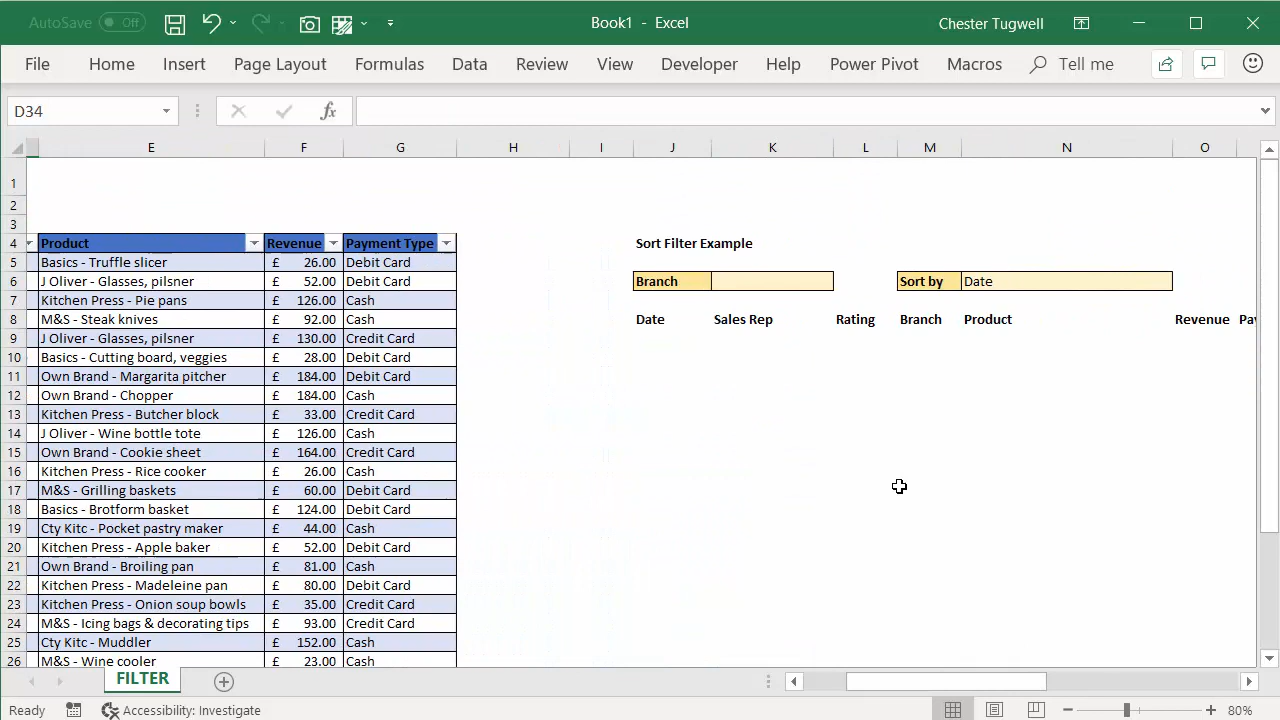 AutoSave Off Book1 - Excel Chester Tugwell
File Home Insert Page Layout Formulas Data Review View Developer Help Power Pivot Macros Tell me
D34 fx
E F G H I J K L M N O
1
2
3
4 Product Revenue Payment Type Sort Filter Example
5 Basics - Truffle slicer £ 26.00 Debit Card
6 J Oliver - Glasses, pilsner £ 52.00 Debit Card Branch Sort by Date
7 Kitchen Press - Pie pans £ 126.00 Cash
8 M&S - Steak knives £ 92.00 Cash Date Sales Rep Rating Branch Product Revenue Pay
9 J Oliver - Glasses, pilsner £ 130.00 Credit Card
10 Basics - Cutting board, veggies £ 28.00 Debit Card
11 Own Brand - Margarita pitcher £ 184.00 Debit Card
12 Own Brand - Chopper £ 184.00 Cash
13 Kitchen Press - Butcher block £ 33.00 Credit Card
14 J Oliver - Wine bottle tote £ 126.00 Cash
15 Own Brand - Cookie sheet £ 164.00 Credit Card
16 Kitchen Press - Rice cooker £ 26.00 Cash
17 M&S - Grilling baskets £ 60.00 Debit Card
18 Basics - Brotform basket £ 124.00 Debit Card
19 Cty Kitc - Pocket pastry maker £ 44.00 Cash
20 Kitchen Press - Apple baker £ 52.00 Debit Card
21 Own Brand - Broiling pan £ 81.00 Cash
22 Kitchen Press - Madeleine pan £ 80.00 Debit Card
23 Kitchen Press - Onion soup bowls £ 35.00 Credit Card
24 M&S - Icing bags & decorating tips £ 93.00 Credit Card
25 Cty Kitc - Muddler £ 152.00 Cash
26 M&S - Wine cooler £ 23.00 Cash
FILTER
Ready Accessibility: Investigate 80%